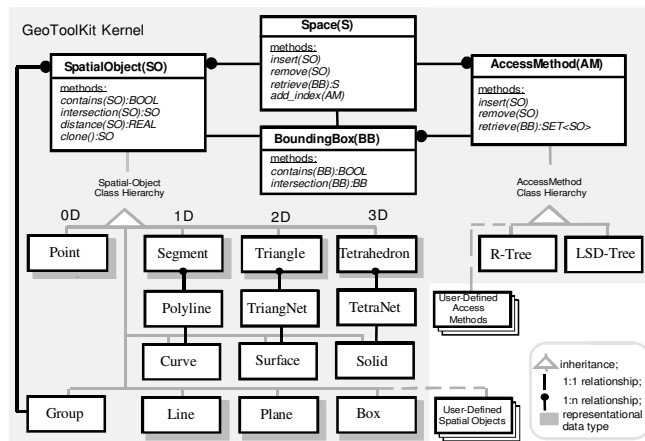 GeoToolKit Kernel
Space(S)
methods:
insert(SO)
remove(SO)
retrieve(BB):S
add_index(AM)
SpatialObject(SO)
methods:
contains(SO):BOOL
intersection(SO):SO
distance(SO):REAL
clone():SO
AccessMethod(AM)
methods:
insert(SO)
remove(SO)
retrieve(BB):SET<SO>
BoundingBox(BB)
methods:
contains(BB):BOOL
intersection(BB):BB
Spatial-Object
Class Hierarchy
AccessMethod
Class Hierarchy
0D
1D
2D
3D
Point
Segment
Triangle
Tetrahedron
R-Tree
LSD-Tree
Polyline
TriangNet
TetraNet
User-Defined
Access
Methods
Curve
Surface
Solid
Group
Line
Plane
Box
User-Defined
Spatial Objects
inheritance;
1:1 relationship;
1:n relationship;
representational
data type